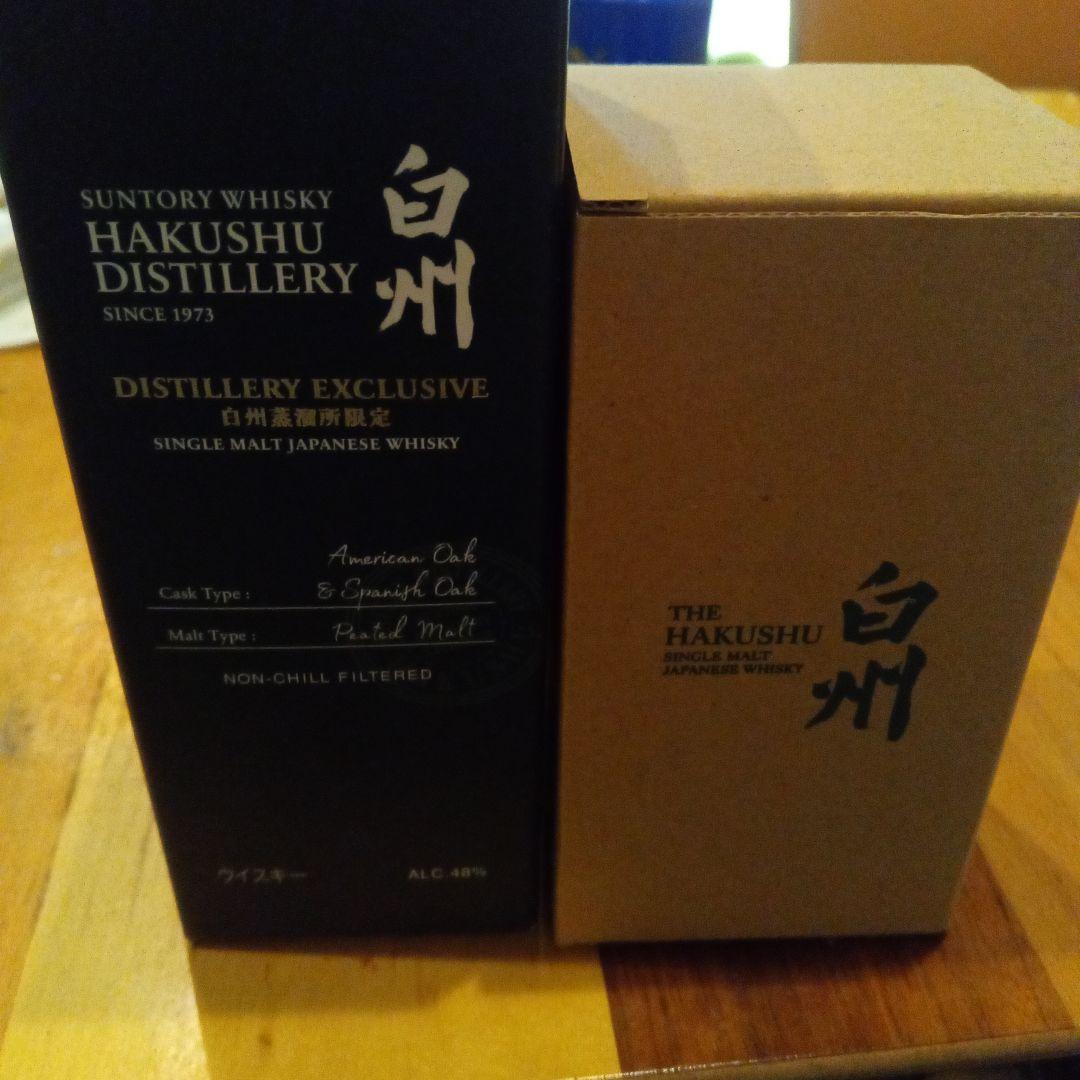 SUNTORY WHISKY
HAKUSHU
DISTILLERY
SINCE 1973
白州
DISTILLERY EXCLUSIVE
白州蒸溜所限定
SINGLE MALT JAPANESE WHISKY
American Oak
Cask Type : & Spanish Oak
Malt Type : Peated Malt
NON-CHILL FILTERED
ウイスキー ALC.48%
THE
HAKUSHU
SINGLE MALT
JAPANESE WHISKY
白州